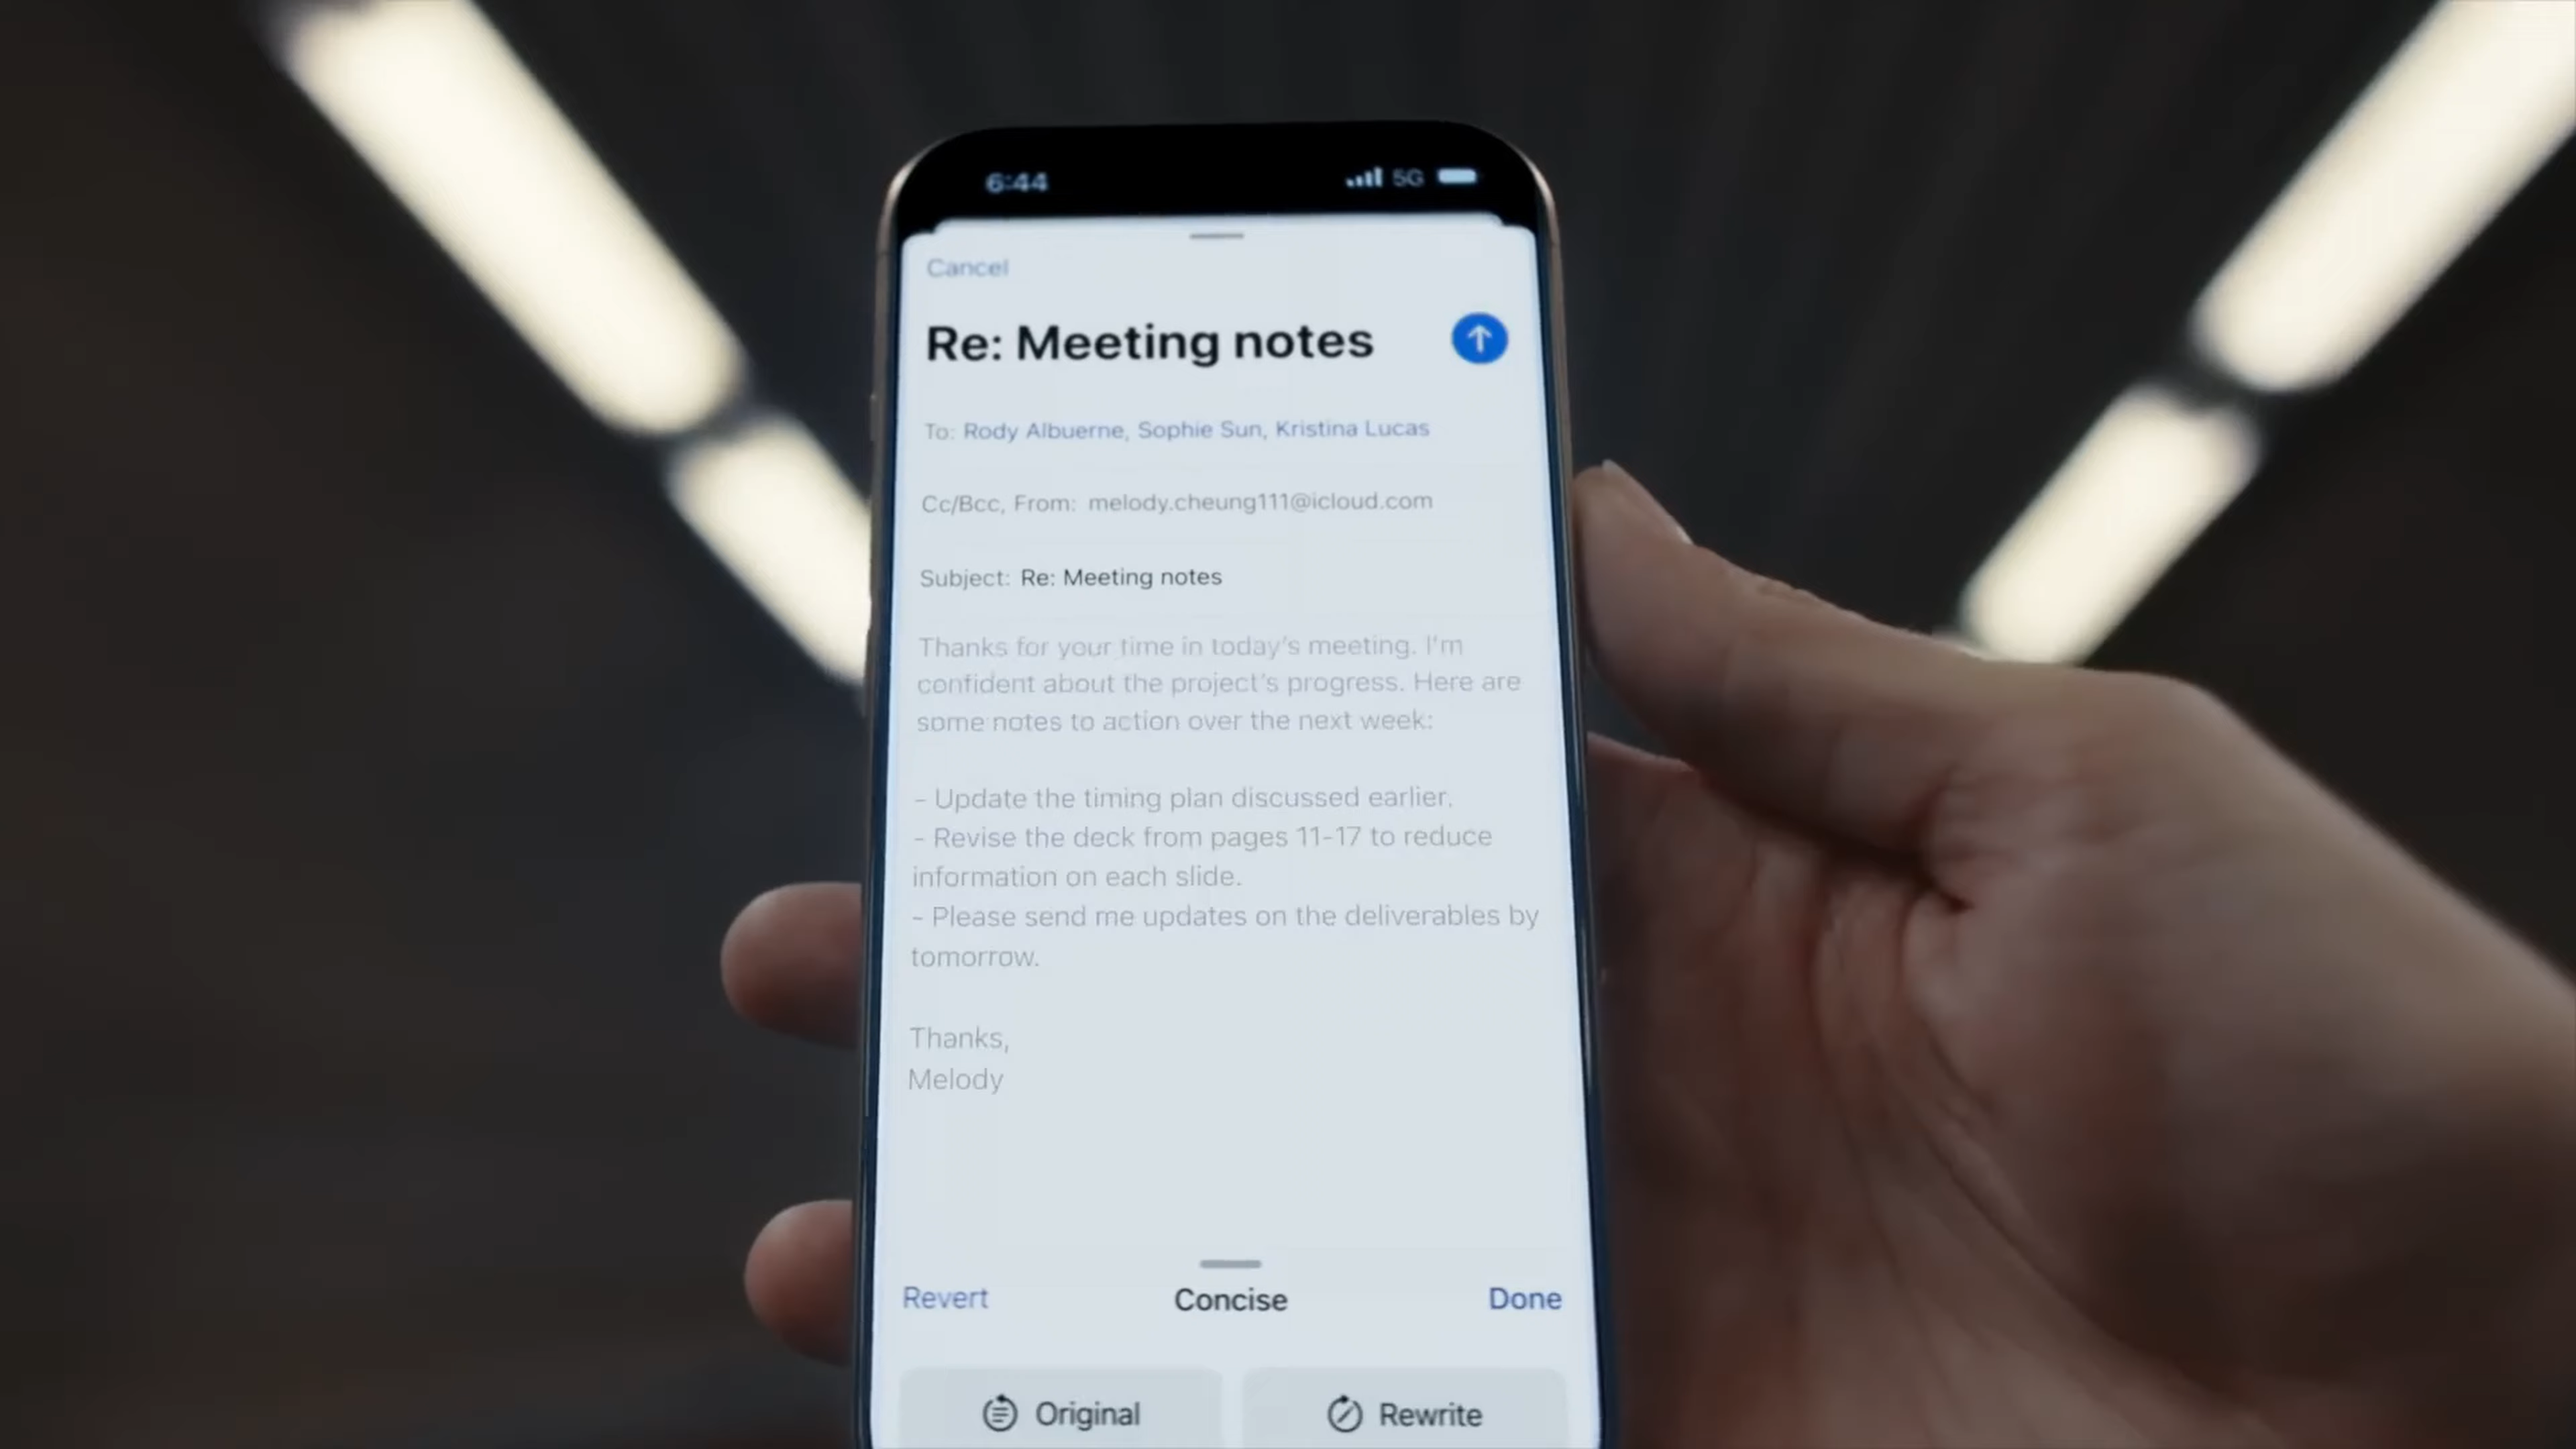 6:44 5G
Cancel
Re: Meeting notes
To: Rody Albuerne, Sophie Sun, Kristina Lucas
Cc/Bcc, From: melody.cheung111@icloud.com
Subject: Re: Meeting notes
Thanks for your time in today's meeting. I'm
confident about the project's progress. Here are
some notes to action over the next week:
- Update the timing plan discussed earlier.
- Revise the deck from pages 11-17 to reduce
information on each slide.
- Please send me updates on the deliverables by
tomorrow.
Thanks,
Melody
Revert Concise Done
Original Rewrite